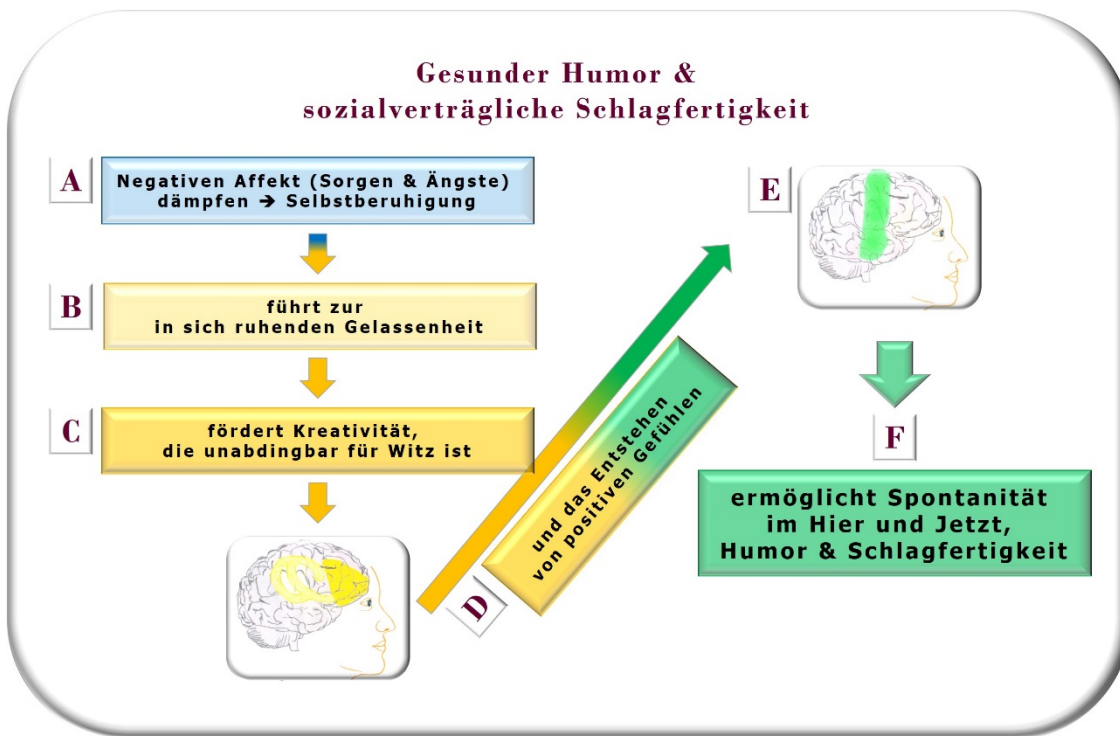 Gesunder Humor &
sozialverträgliche Schlagfertigkeit
A
Negativen Affekt (Sorgen & Ängste)
dämpfen → Selbstberuhigung
B
führt zur
in sich ruhenden Gelassenheit
C
fördert Kreativität,
die unabdingbar für Witz ist
D
und das Entstehen
von positiven Gefühlen
E
F
ermöglicht Spontanität
im Hier und Jetzt,
Humor & Schlagfertigkeit